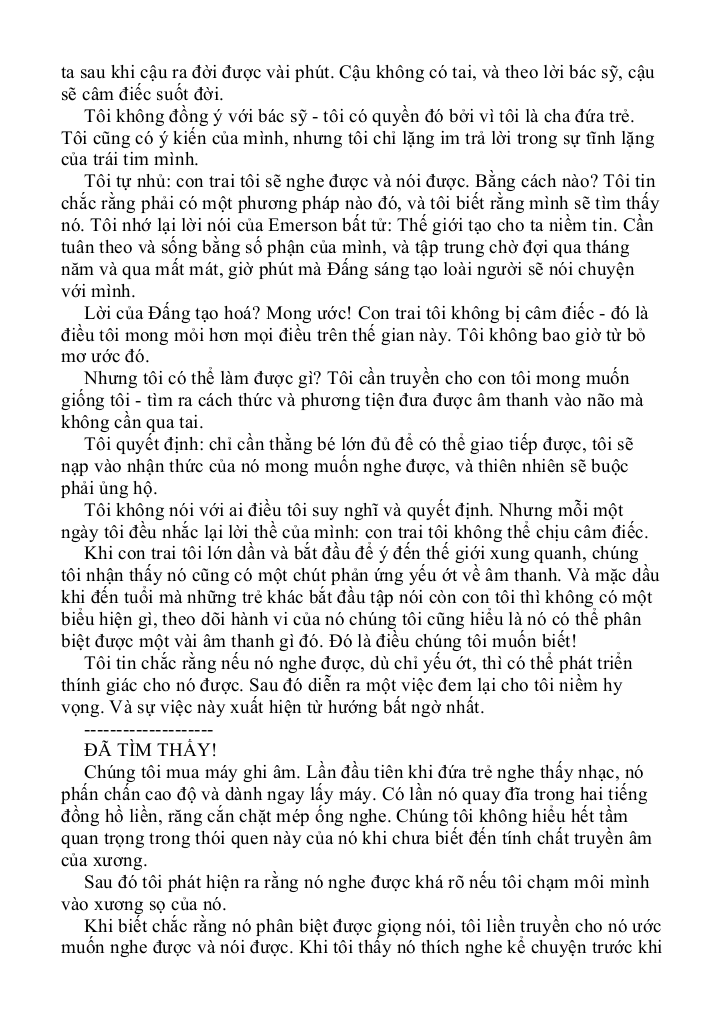 ta sau khi cậu ra đời được vài phút. Cậu không có tai, và theo lời bác sỹ, cậu
sẽ câm điếc suốt đời.
Tôi không đồng ý với bác sỹ - tôi có quyền đó bởi vì tôi là cha đứa trẻ.
Tôi cũng có ý kiến của mình, nhưng tôi chỉ lặng im trả lời trong sự tĩnh lặng
của trái tim mình.
Tôi tự nhủ: con trai tôi sẽ nghe được và nói được. Bằng cách nào? Tôi tin
chắc rằng phải có một phương pháp nào đó, và tôi biết rằng mình sẽ tìm thấy
nó. Tôi nhớ lại lời nói của Emerson bất tử: Thế giới tạo cho ta niềm tin. Cần
tuân theo và sống bằng số phận của mình, và tập trung chờ đợi qua tháng
năm và qua mất mát, giờ phút mà Đấng sáng tạo loài người sẽ nói chuyện
với mình.
Lời của Đấng tạo hoá? Mong ước! Con trai tôi không bị câm điếc - đó là
điều tôi mong mỏi hơn mọi điều trên thế gian này. Tôi không bao giờ từ bỏ
mơ ước đó.
Nhưng tôi có thể làm được gì? Tôi cần truyền cho con tôi mong muốn
giống tôi - tìm ra cách thức và phương tiện đưa được âm thanh vào não mà
không cần qua tai.
Tôi quyết định: chỉ cần thằng bé lớn đủ để có thể giao tiếp được, tôi sẽ
nạp vào nhận thức của nó mong muốn nghe được, và thiên nhiên sẽ buộc
phải ủng hộ.
Tôi không nói với ai điều tôi suy nghĩ và quyết định. Nhưng mỗi một
ngày tôi đều nhắc lại lời thề của mình: con trai tôi không thể chịu câm điếc.
Khi con trai tôi lớn dần và bắt đầu để ý đến thế giới xung quanh, chúng
tôi nhận thấy nó cũng có một chút phản ứng yếu ớt về âm thanh. Và mặc dầu
khi đến tuổi mà những trẻ khác bắt đầu tập nói còn con tôi thì không có một
biểu hiện gì, theo dõi hành vi của nó chúng tôi cũng hiểu là nó có thể phân
biệt được một vài âm thanh gì đó. Đó là điều chúng tôi muốn biết!
Tôi tin chắc rằng nếu nó nghe được, dù chỉ yếu ớt, thì có thể phát triển
thính giác cho nó được. Sau đó diễn ra một việc đem lại cho tôi niềm hy
vọng. Và sự việc này xuất hiện từ hướng bất ngờ nhất.
--------------------
ĐÃ TÌM THẤY!
Chúng tôi mua máy ghi âm. Lần đầu tiên khi đứa trẻ nghe thấy nhạc, nó
phấn chấn cao độ và dành ngay lấy máy. Có lần nó quay đĩa trong hai tiếng
đồng hồ liền, răng cắn chặt mép ống nghe. Chúng tôi không hiểu hết tầm
quan trọng trong thói quen này của nó khi chưa biết đến tính chất truyền âm
của xương.
Sau đó tôi phát hiện ra rằng nó nghe được khá rõ nếu tôi chạm môi mình
vào xương sọ của nó.
Khi biết chắc rằng nó phân biệt được giọng nói, tôi liền truyền cho nó ước
muốn nghe được và nói được. Khi tôi thấy nó thích nghe kể chuyện trước khi